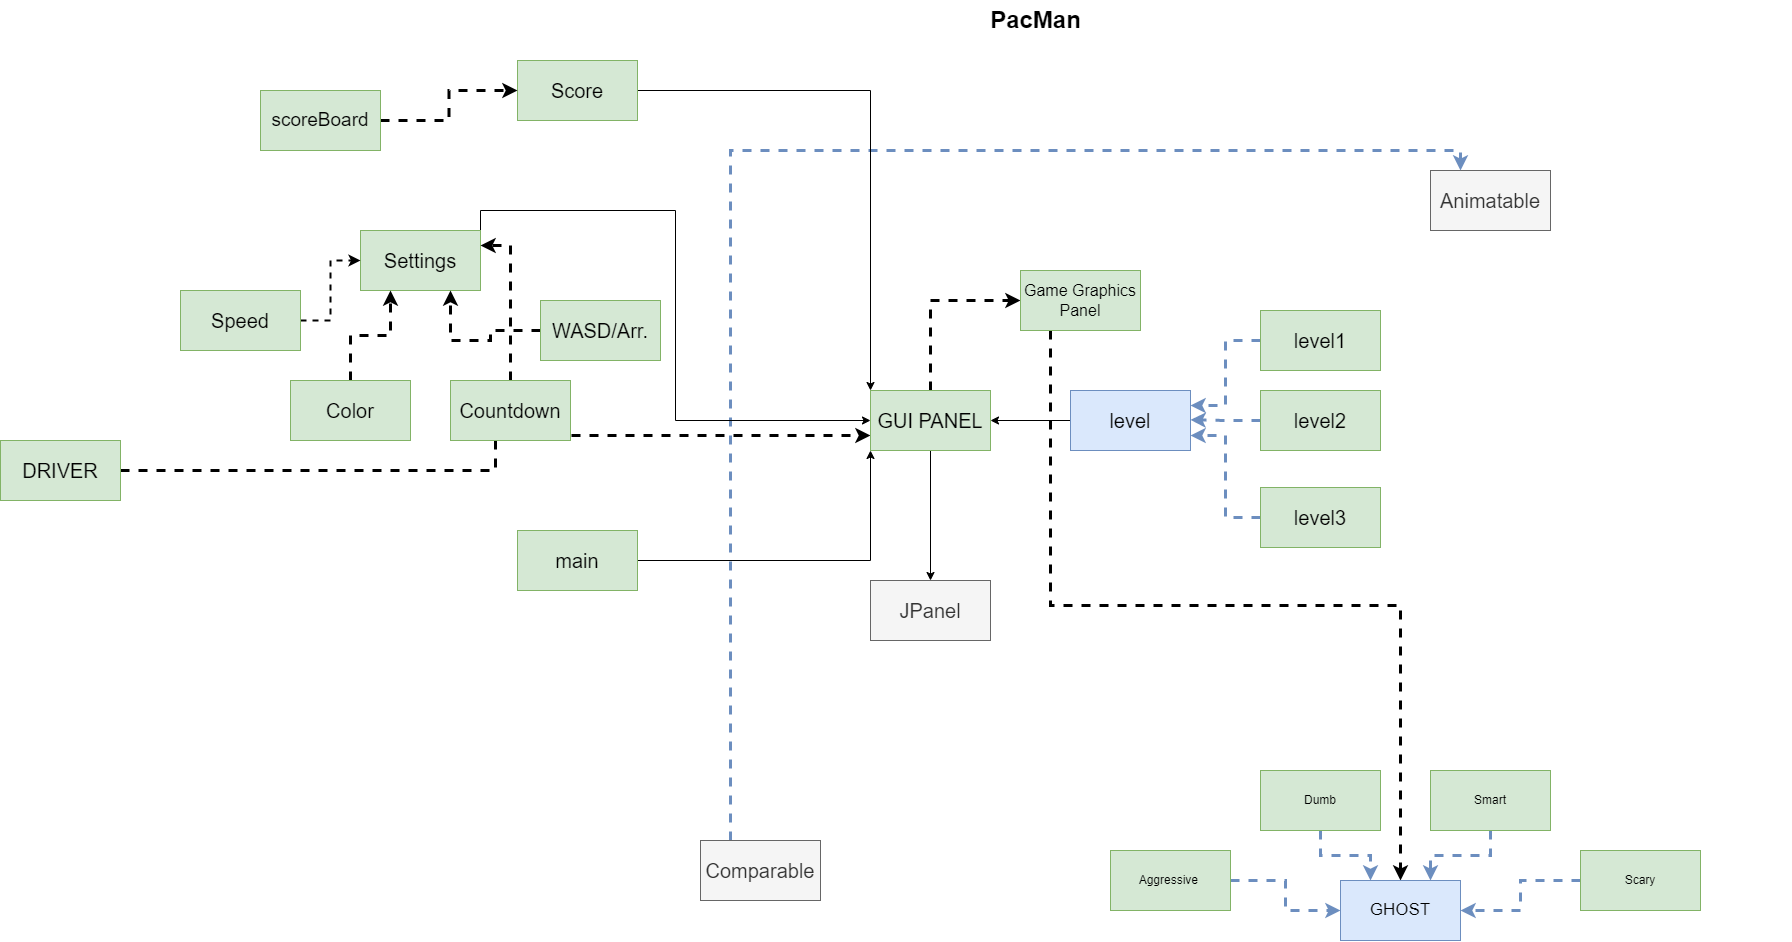 PacMan
Score
scoreBoard
Animatable
Settings
Game Graphics
Panel
Speed
WASD/Arr.
level1
Color
Countdown
GUI PANEL
level
level2
DRIVER
level3
main
JPanel
Dumb
Smart
Comparable
Aggressive
Scary
GHOST